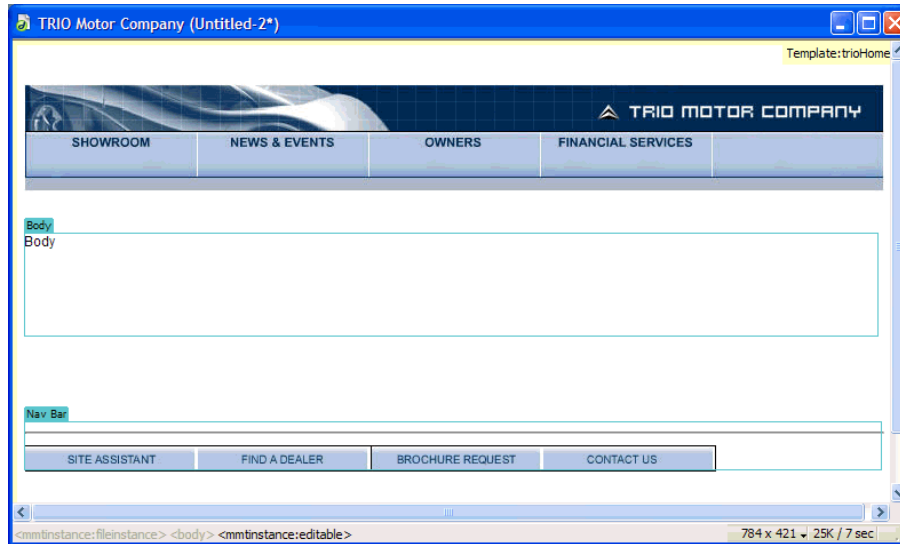 TRIO Motor Company (Untitled-2*)
Template:trioHome
TRIO MOTOR COMPANY
SHOWROOM NEWS & EVENTS OWNERS FINANCIAL SERVICES
Body
Body
Nav Bar
SITE ASSISTANT FIND A DEALER BROCHURE REQUEST CONTACT US
<mmtinstance:fileinstance> <body> <mmtinstance:editable> 784 x 421 25K / 7 sec